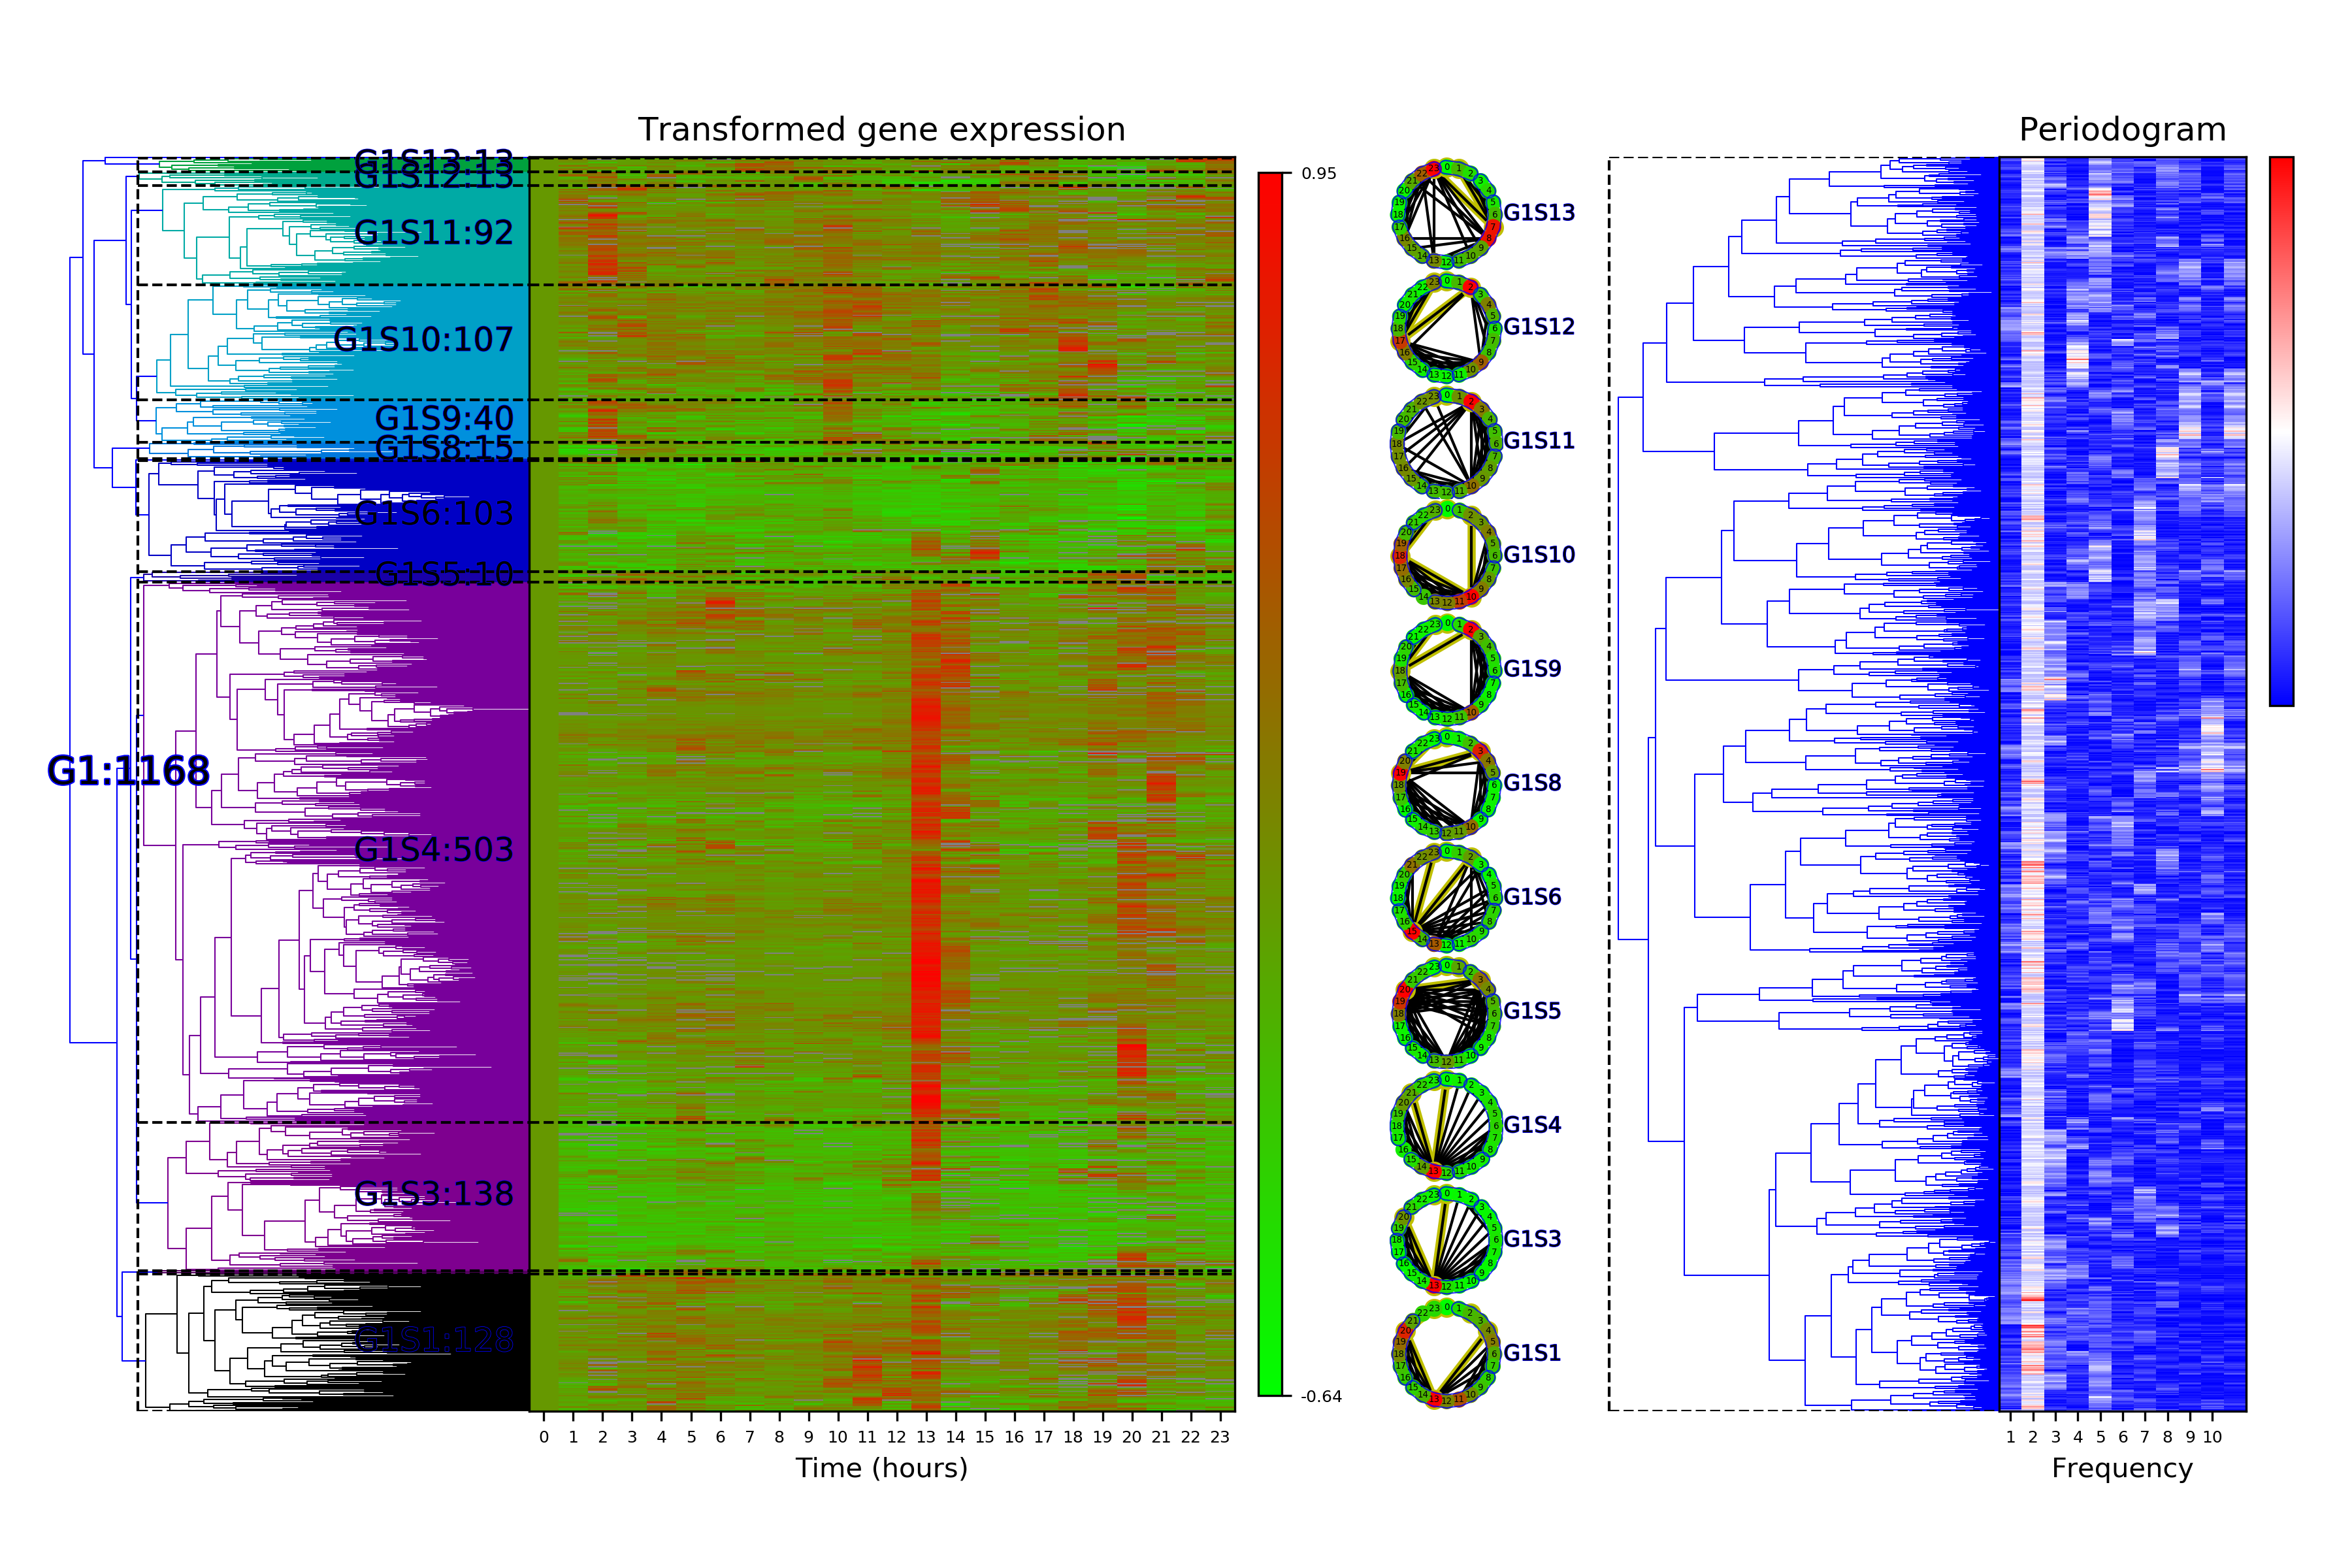 Transformed gene expression
Periodogram
G1S13:13
G1S12:13
G1S11:92
G1S10:107
G1S9:40
G1S8:15
G1S6:103
G1S5:10
G1:1168
G1S4:503
G1S3:138
G1S1:128
0 1 2 3 4 5 6 7 8 9 10 11 12 13 14 15 16 17 18 19 20 21 22 23
Time (hours)
0.95
-0.64
G1S13
G1S12
G1S11
G1S10
G1S9
G1S8
G1S6
G1S5
G1S4
G1S3
G1S1
1 2 3 4 5 6 7 8 9 10
Frequency